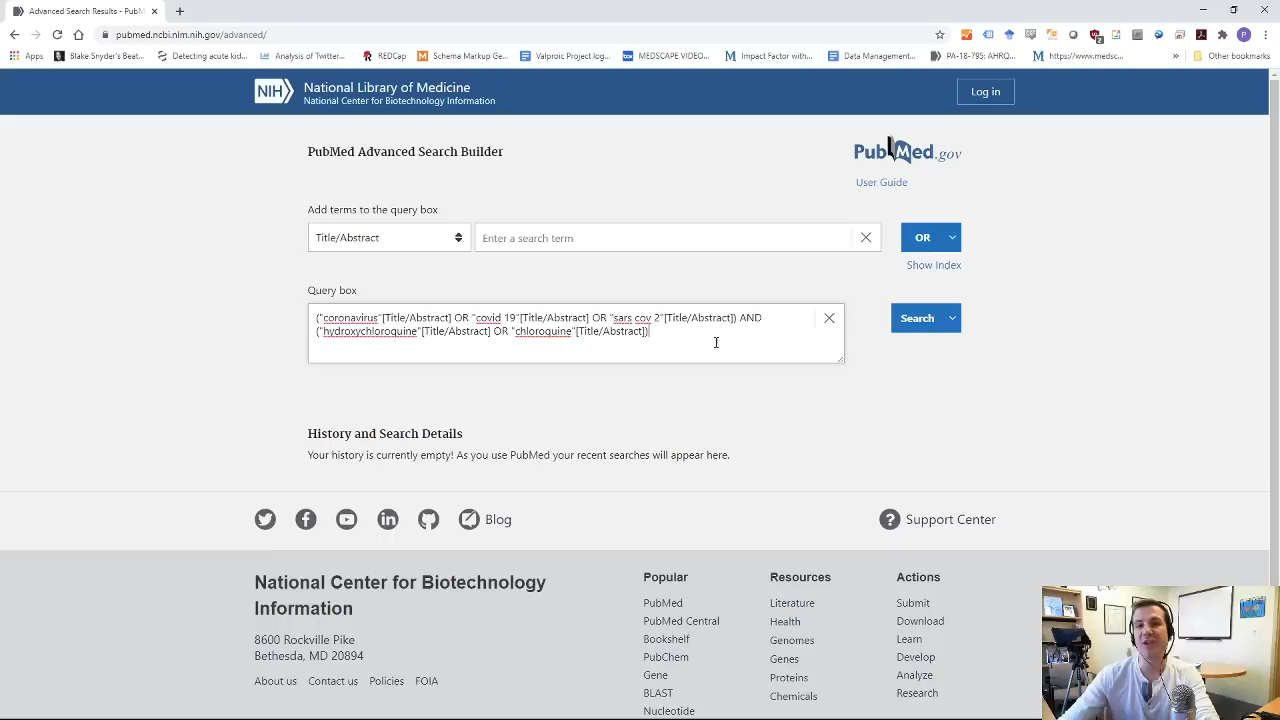 Advanced Search Results - PubM
pubmed.ncbi.nlm.nih.gov/advanced/
P
Apps
Blake Snyder's Beat...
Detecting acute kid...
Analysis of Twitter...
REDCap
Schema Markup Ge...
Valproic Project log...
MEDSCAPE VIDEO...
Impact Factor with...
Data Management...
PA-18-795: AHRQ...
https://www.medsc...
»
Other bookmarks
NIH
National Library of Medicine
National Center for Biotechnology Information
Log in
PubMed Advanced Search Builder
PubMed.gov
User Guide
Add terms to the query box
Title/Abstract
Enter a search term
OR
Show Index
Query box
("coronavirus"[Title/Abstract] OR "covid 19"[Title/Abstract] OR "sars cov 2"[Title/Abstract]) AND
("hydroxychloroquine"[Title/Abstract] OR "chloroquine"[Title/Abstract])
Search
History and Search Details
Your history is currently empty! As you use PubMed your recent searches will appear here.
Blog
Support Center
National Center for Biotechnology
Information
8600 Rockville Pike
Bethesda, MD 20894
About us
Contact us
Policies
FOIA
Popular
PubMed
PubMed Central
Bookshelf
PubChem
Gene
BLAST
Nucleotide
Resources
Literature
Health
Genomes
Genes
Proteins
Chemicals
Actions
Submit
Download
Learn
Develop
Analyze
Research